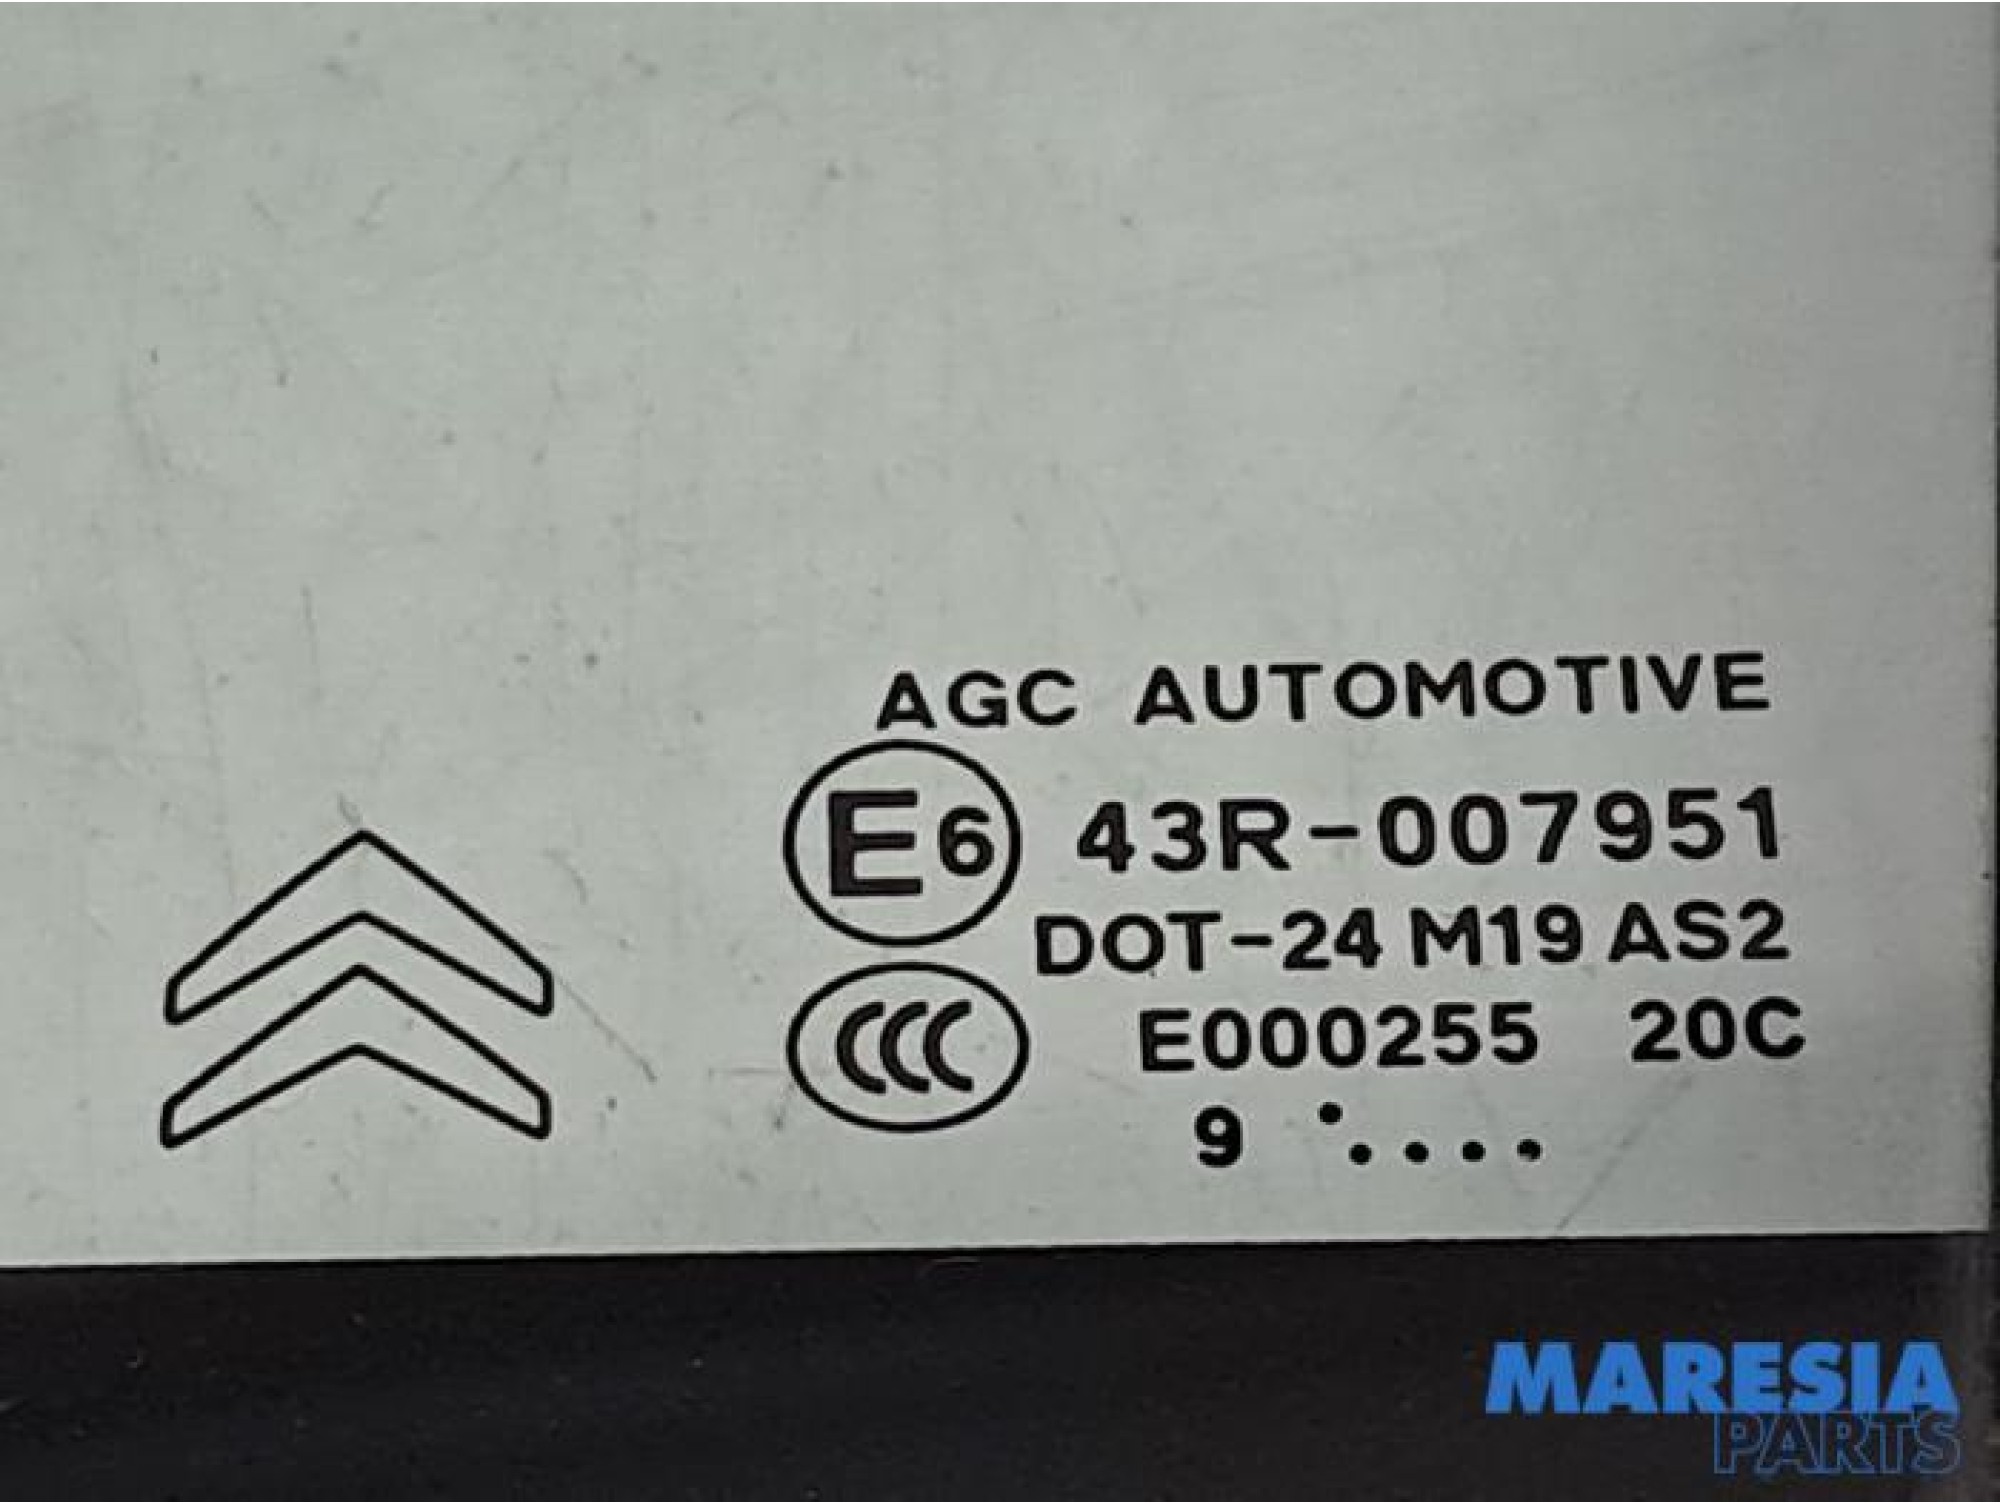 AGC AUTOMOTIVE
E6 43R-007951
DOT-24 M19 AS2
CCC E000255 20C
9 ·....
MARESIA
PARTS